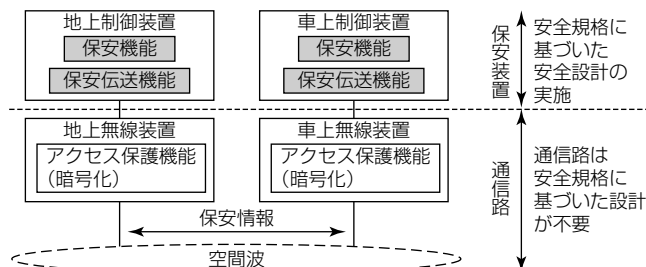 地上制御装置
保安機能
保安伝送機能
車上制御装置
保安機能
保安伝送機能
保安装置
安全規格に
基づいた
安全設計の
実施
地上無線装置
アクセス保護機能
（暗号化）
車上無線装置
アクセス保護機能
（暗号化）
通信路
通信路は
安全規格に
基づいた設計
が不要
保安情報
空間波